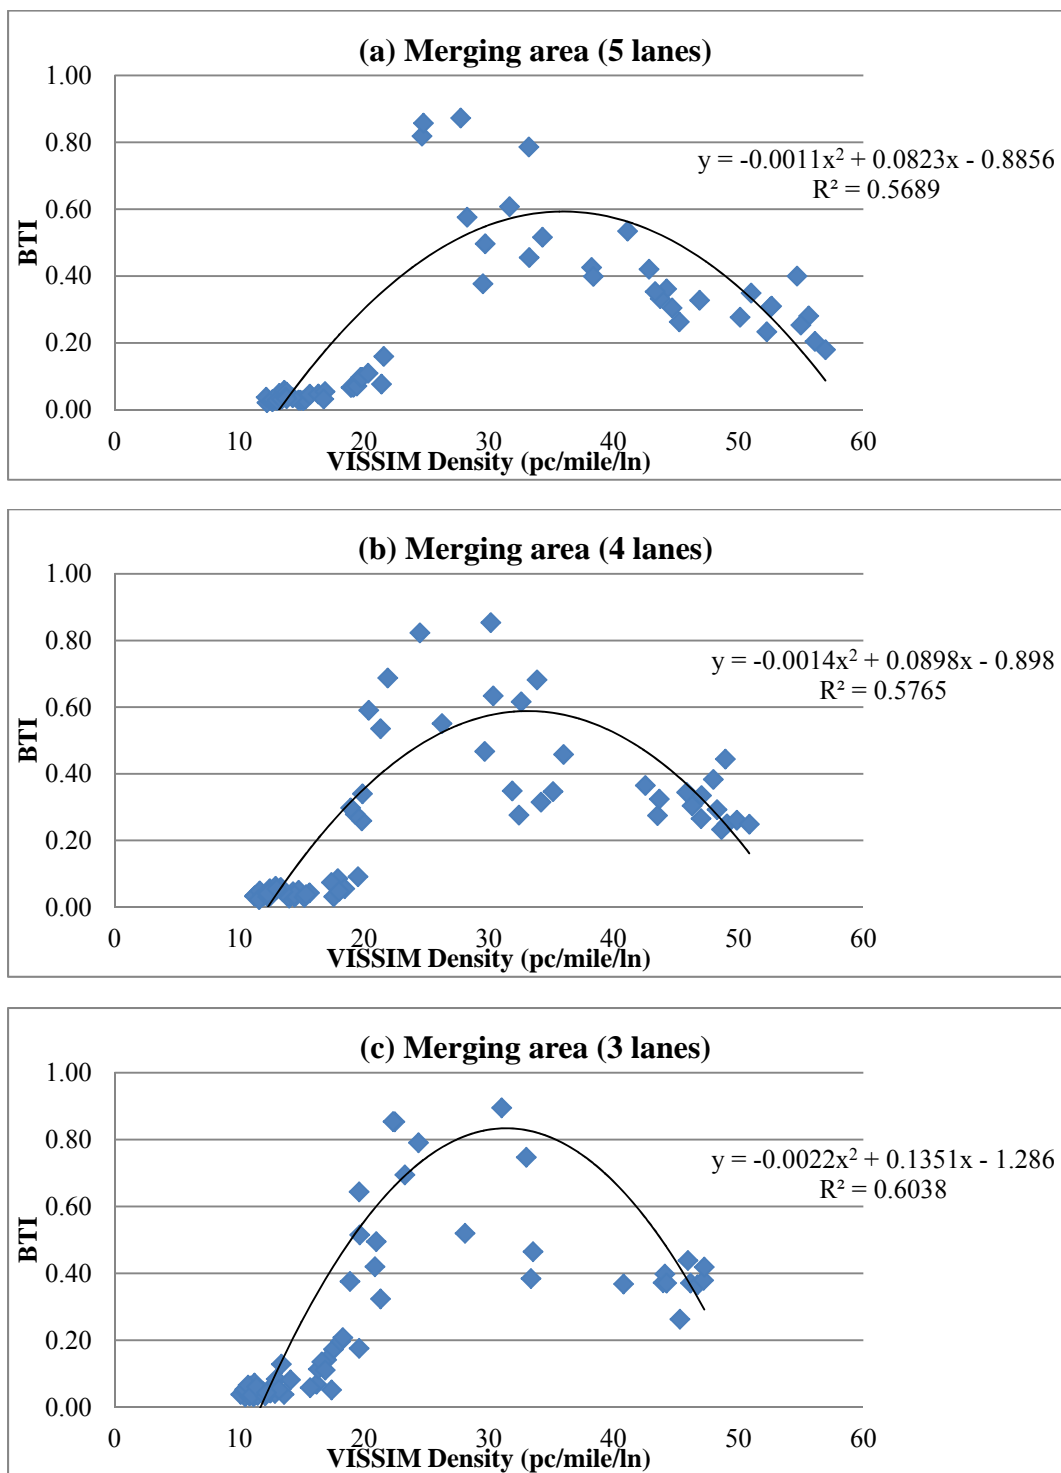 (a) Merging area (5 lanes)
1.00
0.80
y = -0.0011x² + 0.0823x - 0.8856
R² = 0.5689
0.60
BTI
0.40
0.20
0.00
0 10 20 30 40 50 60
VISSIM Density (pc/mile/ln)
(b) Merging area (4 lanes)
1.00
0.80
y = -0.0014x² + 0.0898x - 0.898
R² = 0.5765
0.60
BTI
0.40
0.20
0.00
0 10 20 30 40 50 60
VISSIM Density (pc/mile/ln)
(c) Merging area (3 lanes)
1.00
0.80
y = -0.0022x² + 0.1351x - 1.286
R² = 0.6038
0.60
BTI
0.40
0.20
0.00
0 10 20 30 40 50 60
VISSIM Density (pc/mile/ln)